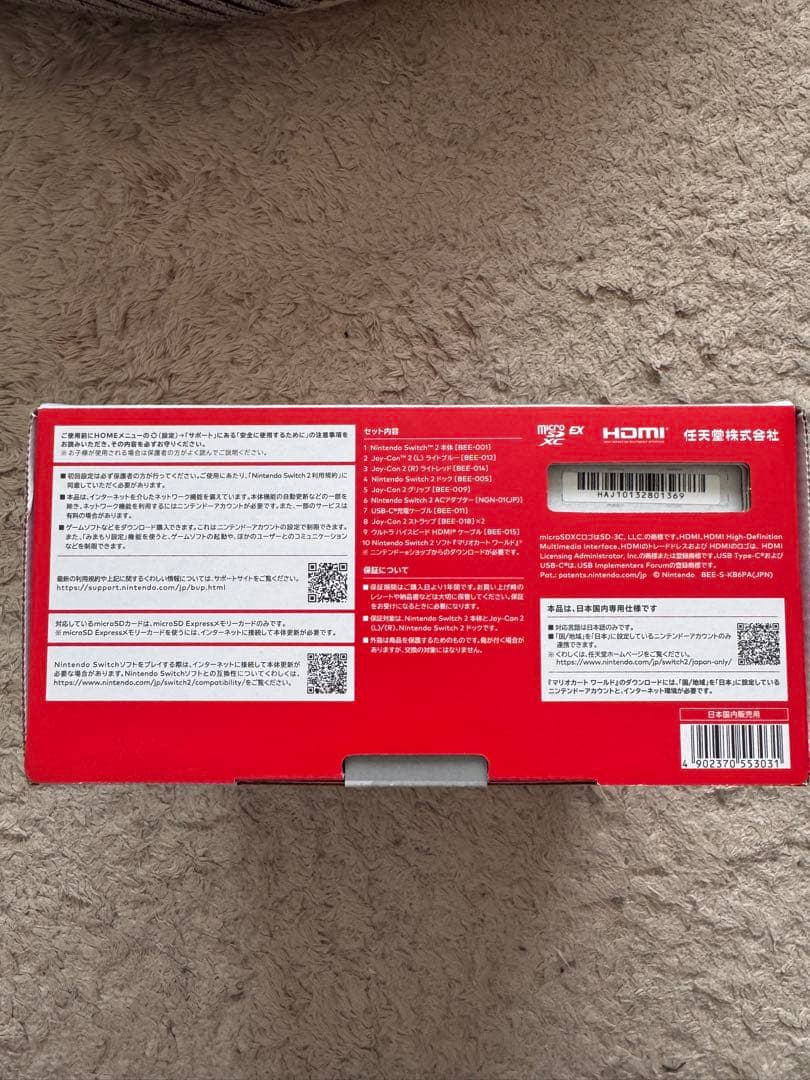 ご使用前にHOMEメニューの(設定)→「サポート」にある「安全に使用するために」の注意事項を
お読みいただき、その内容を必ずお守りください。
※お子様が使用される場合は保護者の方がよく読んでご説明ください。
■初回設定は必ず保護者の方が行ってください。ご使用にあたり、「Nintendo Switch 2利用規約」に
同意していただく必要があります。
■本体は、インターネットを介したネットワーク機能を備えています。本体機能の自動更新などの一部を
除き、ネットワーク機能を利用するにはニンテンドーアカウントが必要です。また、一部のサービスは
有料の場合があります。
■ゲームソフトなどをダウンロード購入できます。これはニンテンドーアカウントの設定で制限できます。
また、「みまもり設定」機能を使うと、ゲームソフトの起動や、ほかのユーザーとのコミュニケーション
などを制限できます。
最新の利用規約や上記に関するくわしい情報については、サポートサイトをご覧ください。
https://support.nintendo.com/jp/bup.html
対応しているmicroSDカードは、microSD Expressメモリーカードのみです。
※microSD Expressメモリーカードを使うには、インターネットに接続して本体更新が必要です。
Nintendo Switchソフトをプレイする際は、インターネットに接続して本体更新が
必要な場合があります。Nintendo Switchソフトとの互換性についてくわしくは、
https://www.nintendo.com/jp/switch2/compatibility/をご覧ください。
セット内容
1 Nintendo Switch™ 2 本体[BEE-001]
2 Joy-Con™ 2 (L) ライトブルー[BEE-012]
3 Joy-Con 2 (R) ライトレッド[BEE-014]
4 Nintendo Switch 2 ドック[BEE-005]
5 Joy-Con 2 グリップ[BEE-009]
6 Nintendo Switch 2 ACアダプター[NGN-01(JP)]
7 USB-C®充電ケーブル[BEE-011]
8 Joy-Con 2 ストラップ[BEE-018]×2
9 ウルトラ ハイスピード HDMI®ケーブル[BEE-015]
10 Nintendo Switch 2 ソフト『マリオカート ワールド』※
※ ニンテンドーeショップからのダウンロードが必要です。
保証について
■保証期間はご購入日より1年間です。お買い上げ時の
レシートや納品書などは大切に保管してください。保証
をお受けになるときに必要になります。
■保証対象は、Nintendo Switch 2 本体とJoy-Con 2
(L)/(R)、Nintendo Switch 2 ドックです。
■外箱は商品を保護するためのものです。傷が付く場合が
ありますが、交換の対象にはなりません。
micro SD XC EX HDMI 任天堂株式会社
HAJ10132801369
microSDXCロゴはSD-3C, LLC.の商標です。HDMI、HDMI High-Definition
Multimedia Interface、HDMIのトレードドレスおよび HDMIのロゴは、HDMI
Licensing Administrator, Inc.の商標または登録商標です。USB Type-C®および
USB-C®は、USB Implementers Forumの登録商標です。
Pat.: patents.nintendo.com/jp © Nintendo BEE-S-KB6PA(JPN)
本品は、日本国内専用仕様です
■対応言語は日本語のみです。
■「国/地域」を「日本」に設定しているニンテンドーアカウントのみ
連携できます。
※くわしくは、任天堂ホームページをご覧ください。
https://www.nintendo.com/jp/switch2/japan-only/
『マリオカート ワールド』のダウンロードには、「国/地域」を「日本」に設定している
ニンテンドーアカウントと、インターネット環境が必要です。
日本国内販売用
4 902370 553031